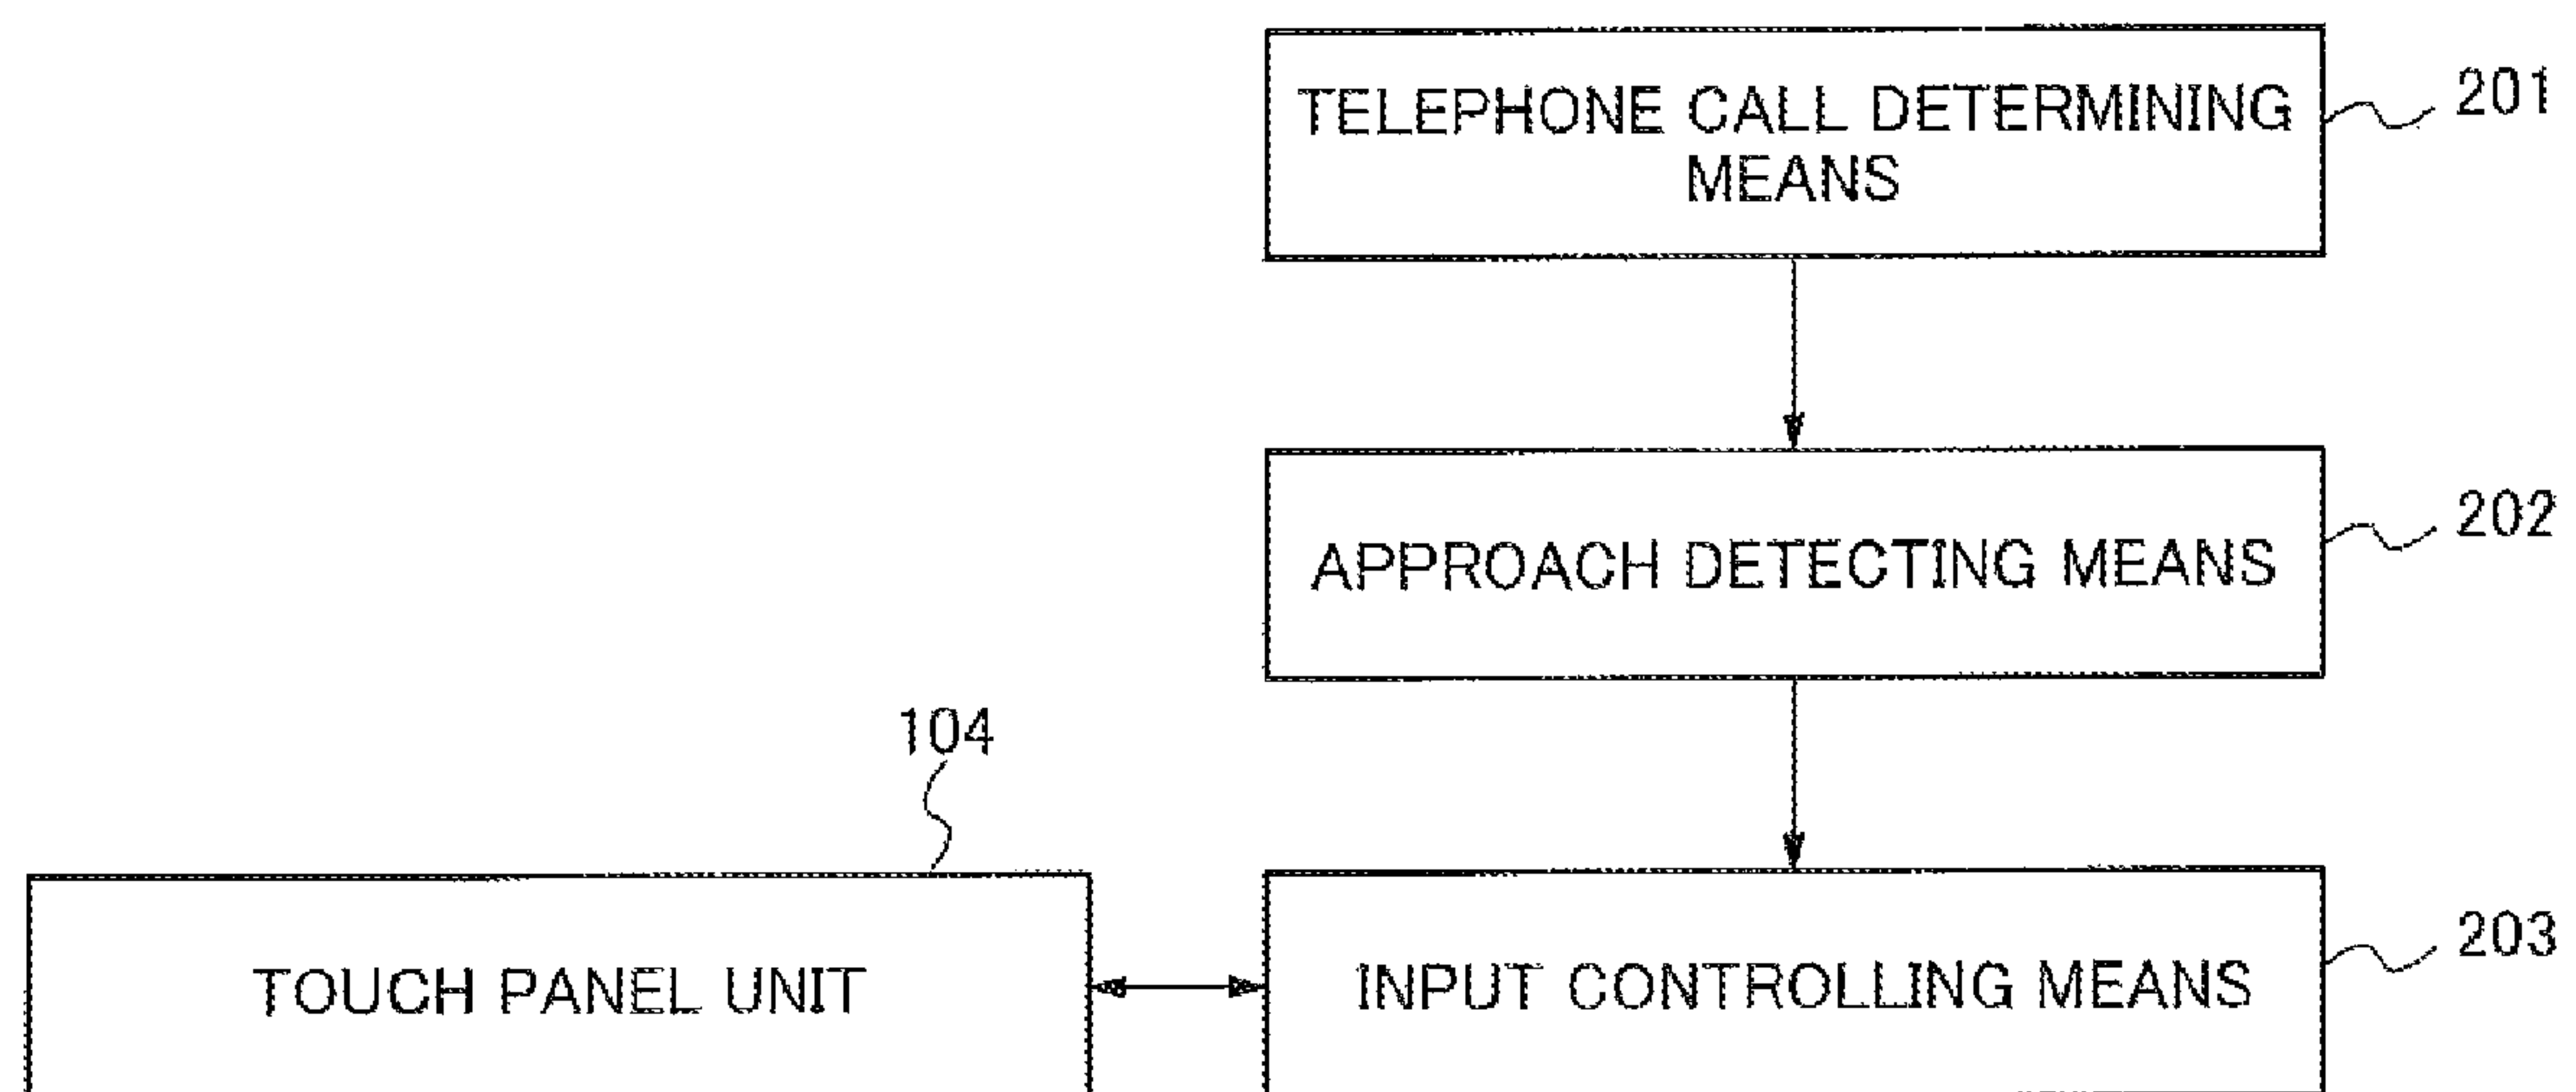 TELEPHONE CALL DETERMINING
MEANS
201
APPROACH DETECTING MEANS
202
104
TOUCH PANEL UNIT
INPUT CONTROLLING MEANS
203